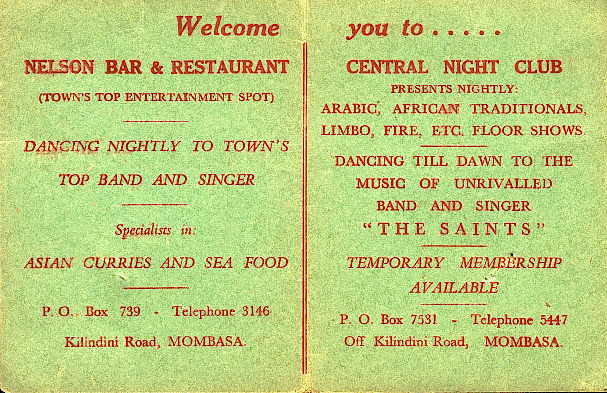 Welcome you to . . . . .
NELSON BAR & RESTAURANT
(TOWN'S TOP ENTERTAINMENT SPOT)
DANCING NIGHTLY TO TOWN'S
TOP BAND AND SINGER
Specialists in:
ASIAN CURRIES AND SEA FOOD
P. O. Box 739 - Telephone 3146
Kilindini Road, MOMBASA.
CENTRAL NIGHT CLUB
PRESENTS NIGHTLY:
ARABIC, AFRICAN TRADITIONALS,
LIMBO, FIRE, ETC. FLOOR SHOWS
DANCING TILL DAWN TO THE
MUSIC OF UNRIVALLED
BAND AND SINGER
"THE SAINTS"
TEMPORARY MEMBERSHIP
AVAILABLE
P. O. Box 7531 - Telephone 5447
Off Kilindini Road, MOMBASA.